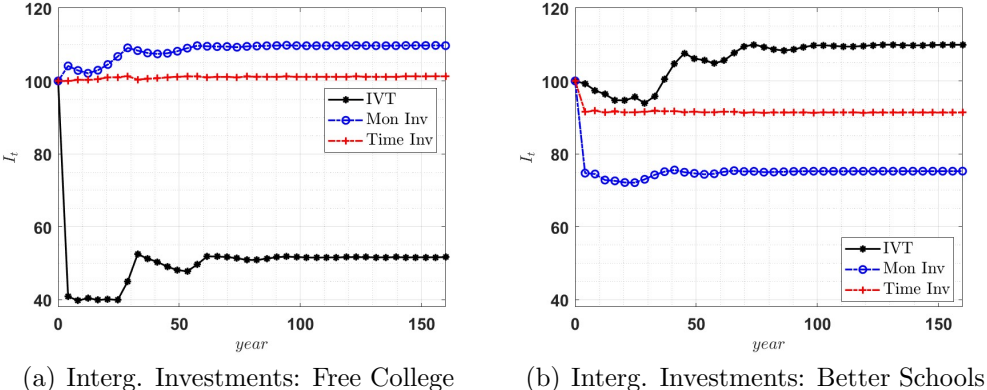 120
100
80
60
40
I_t
0
50
100
150
year
IVT
Mon Inv
Time Inv
(a) Interg. Investments: Free College
120
100
80
60
40
I_t
0
50
100
150
year
IVT
Mon Inv
Time Inv
(b) Interg. Investments: Better Schools